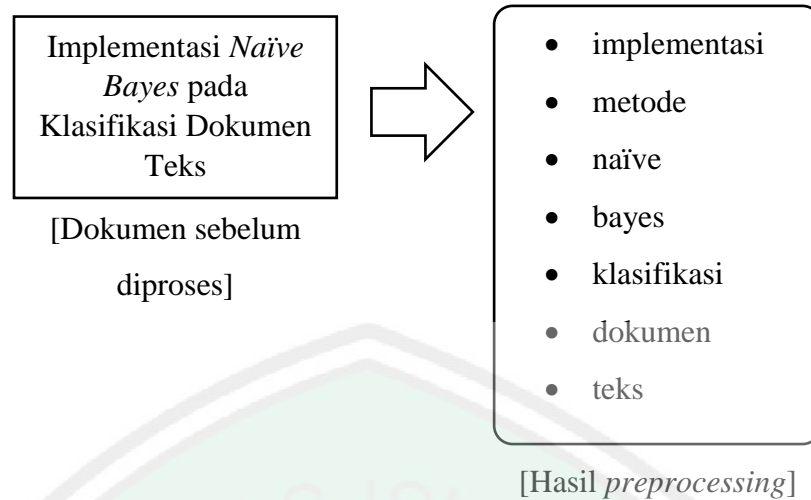 Implementasi Naïve
Bayes pada
Klasifikasi Dokumen
Teks
[Dokumen sebelum
diproses]
• implementasi
• metode
• naïve
• bayes
• klasifikasi
• dokumen
• teks
[Hasil preprocessing]